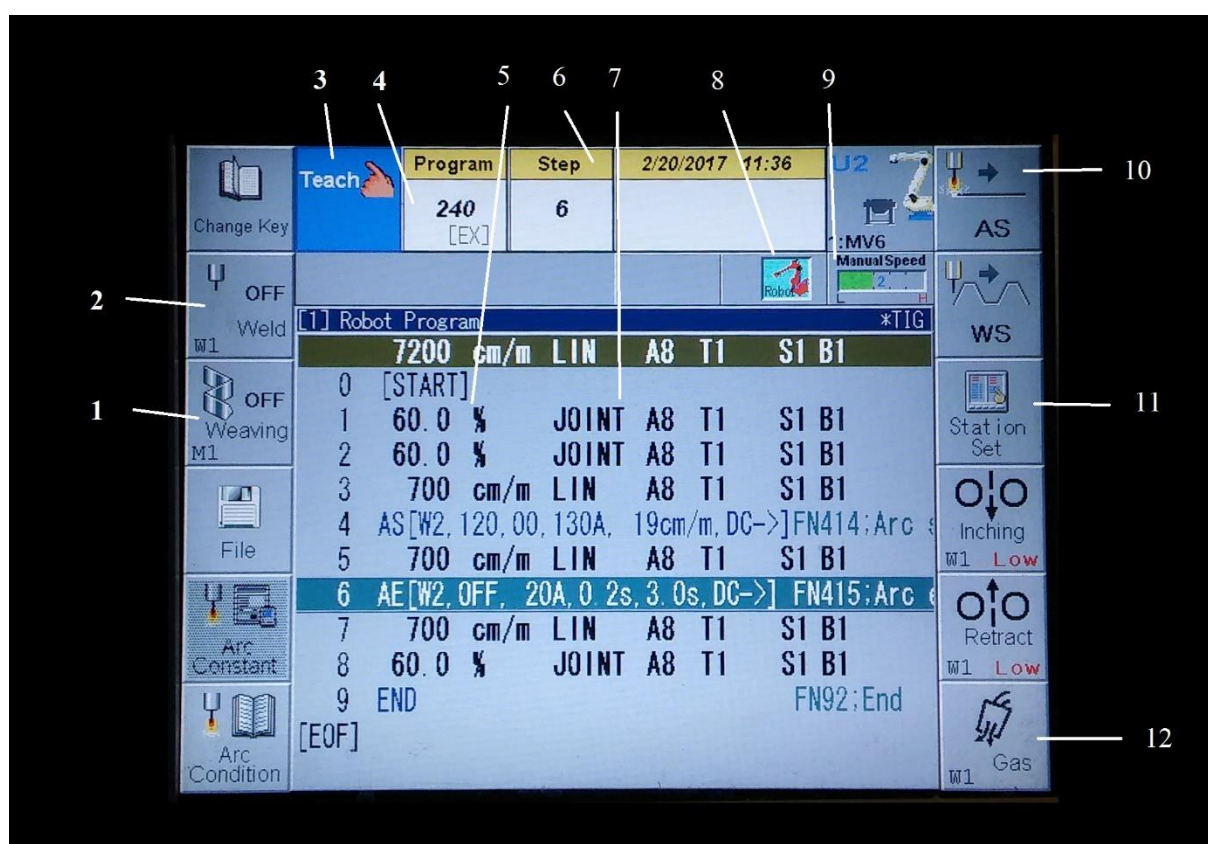 3 4 5 6 7 8 9
10
11
12
2
1
Change Key
OFF
Weld
W1
OFF
Weaving
M1
File
Arc
Constant
Arc
Condition
Teach
Program
240
[EX]
Step
6
2/20/2017 11:36
U2
1:MV6
Robot
Manual Speed
2
L H
[1] Robot Program *TIG
7200 cm/m LIN A8 T1 S1 B1
0 [START]
1 60.0 % JOINT A8 T1 S1 B1
2 60.0 % JOINT A8 T1 S1 B1
3 700 cm/m LIN A8 T1 S1 B1
4 AS[W2, 120, 00, 130A, 19cm/m, DC->]FN414;Arc
5 700 cm/m LIN A8 T1 S1 B1
6 AE[W2, OFF, 20A, 0.2s, 3.0s, DC->] FN415;Arc
7 700 cm/m LIN A8 T1 S1 B1
8 60.0 % JOINT A8 T1 S1 B1
9 END FN92;End
[EOF]
AS
WS
Station
Set
Inching
W1 Low
Retract
W1 Low
Gas
W1